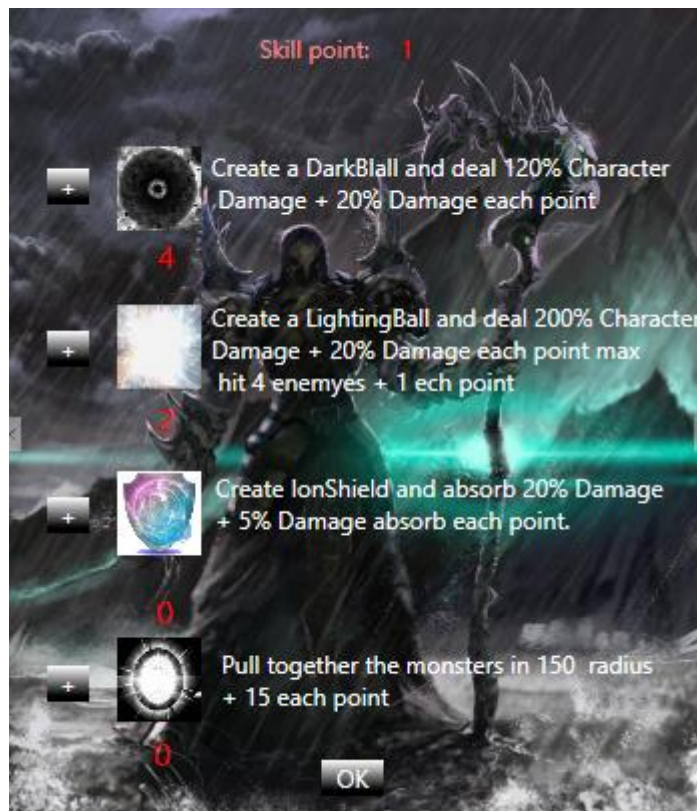 Skill point: 1
+
Create a DarkBlall and deal 120% Character
Damage + 20% Damage each point
4
+
Create a LightingBall and deal 200% Character
Damage + 20% Damage each point max
hit 4 enemyes + 1 ech point
2
+
Create IonShield and absorb 20% Damage
+ 5% Damage absorb each point.
0
+
Pull together the monsters in 150 radius
+ 15 each point
0
OK